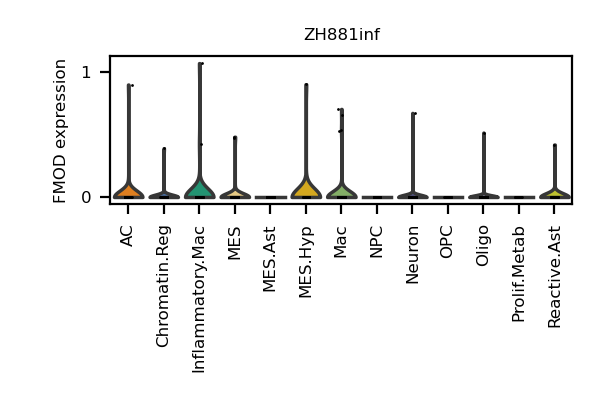 ZH881inf
FMOD expression
1
0
AC
Chromatin.Reg
Inflammatory.Mac
MES
MES.Ast
MES.Hyp
Mac
NPC
Neuron
OPC
Oligo
Prolif.Metab
Reactive.Ast